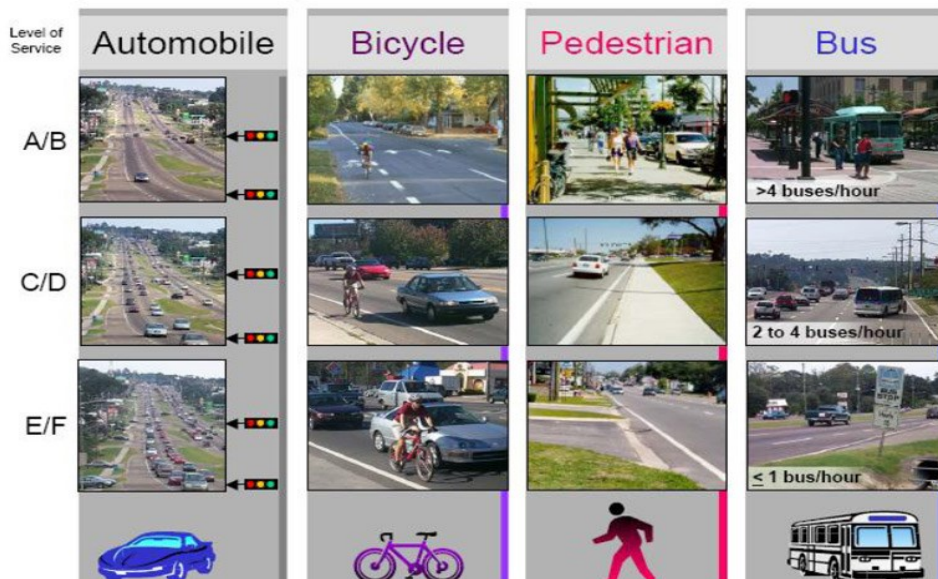 Level of
Service
Automobile
Bicycle
Pedestrian
Bus
A/B
>4 buses/hour
C/D
2 to 4 buses/hour
E/F
≤ 1 bus/hour